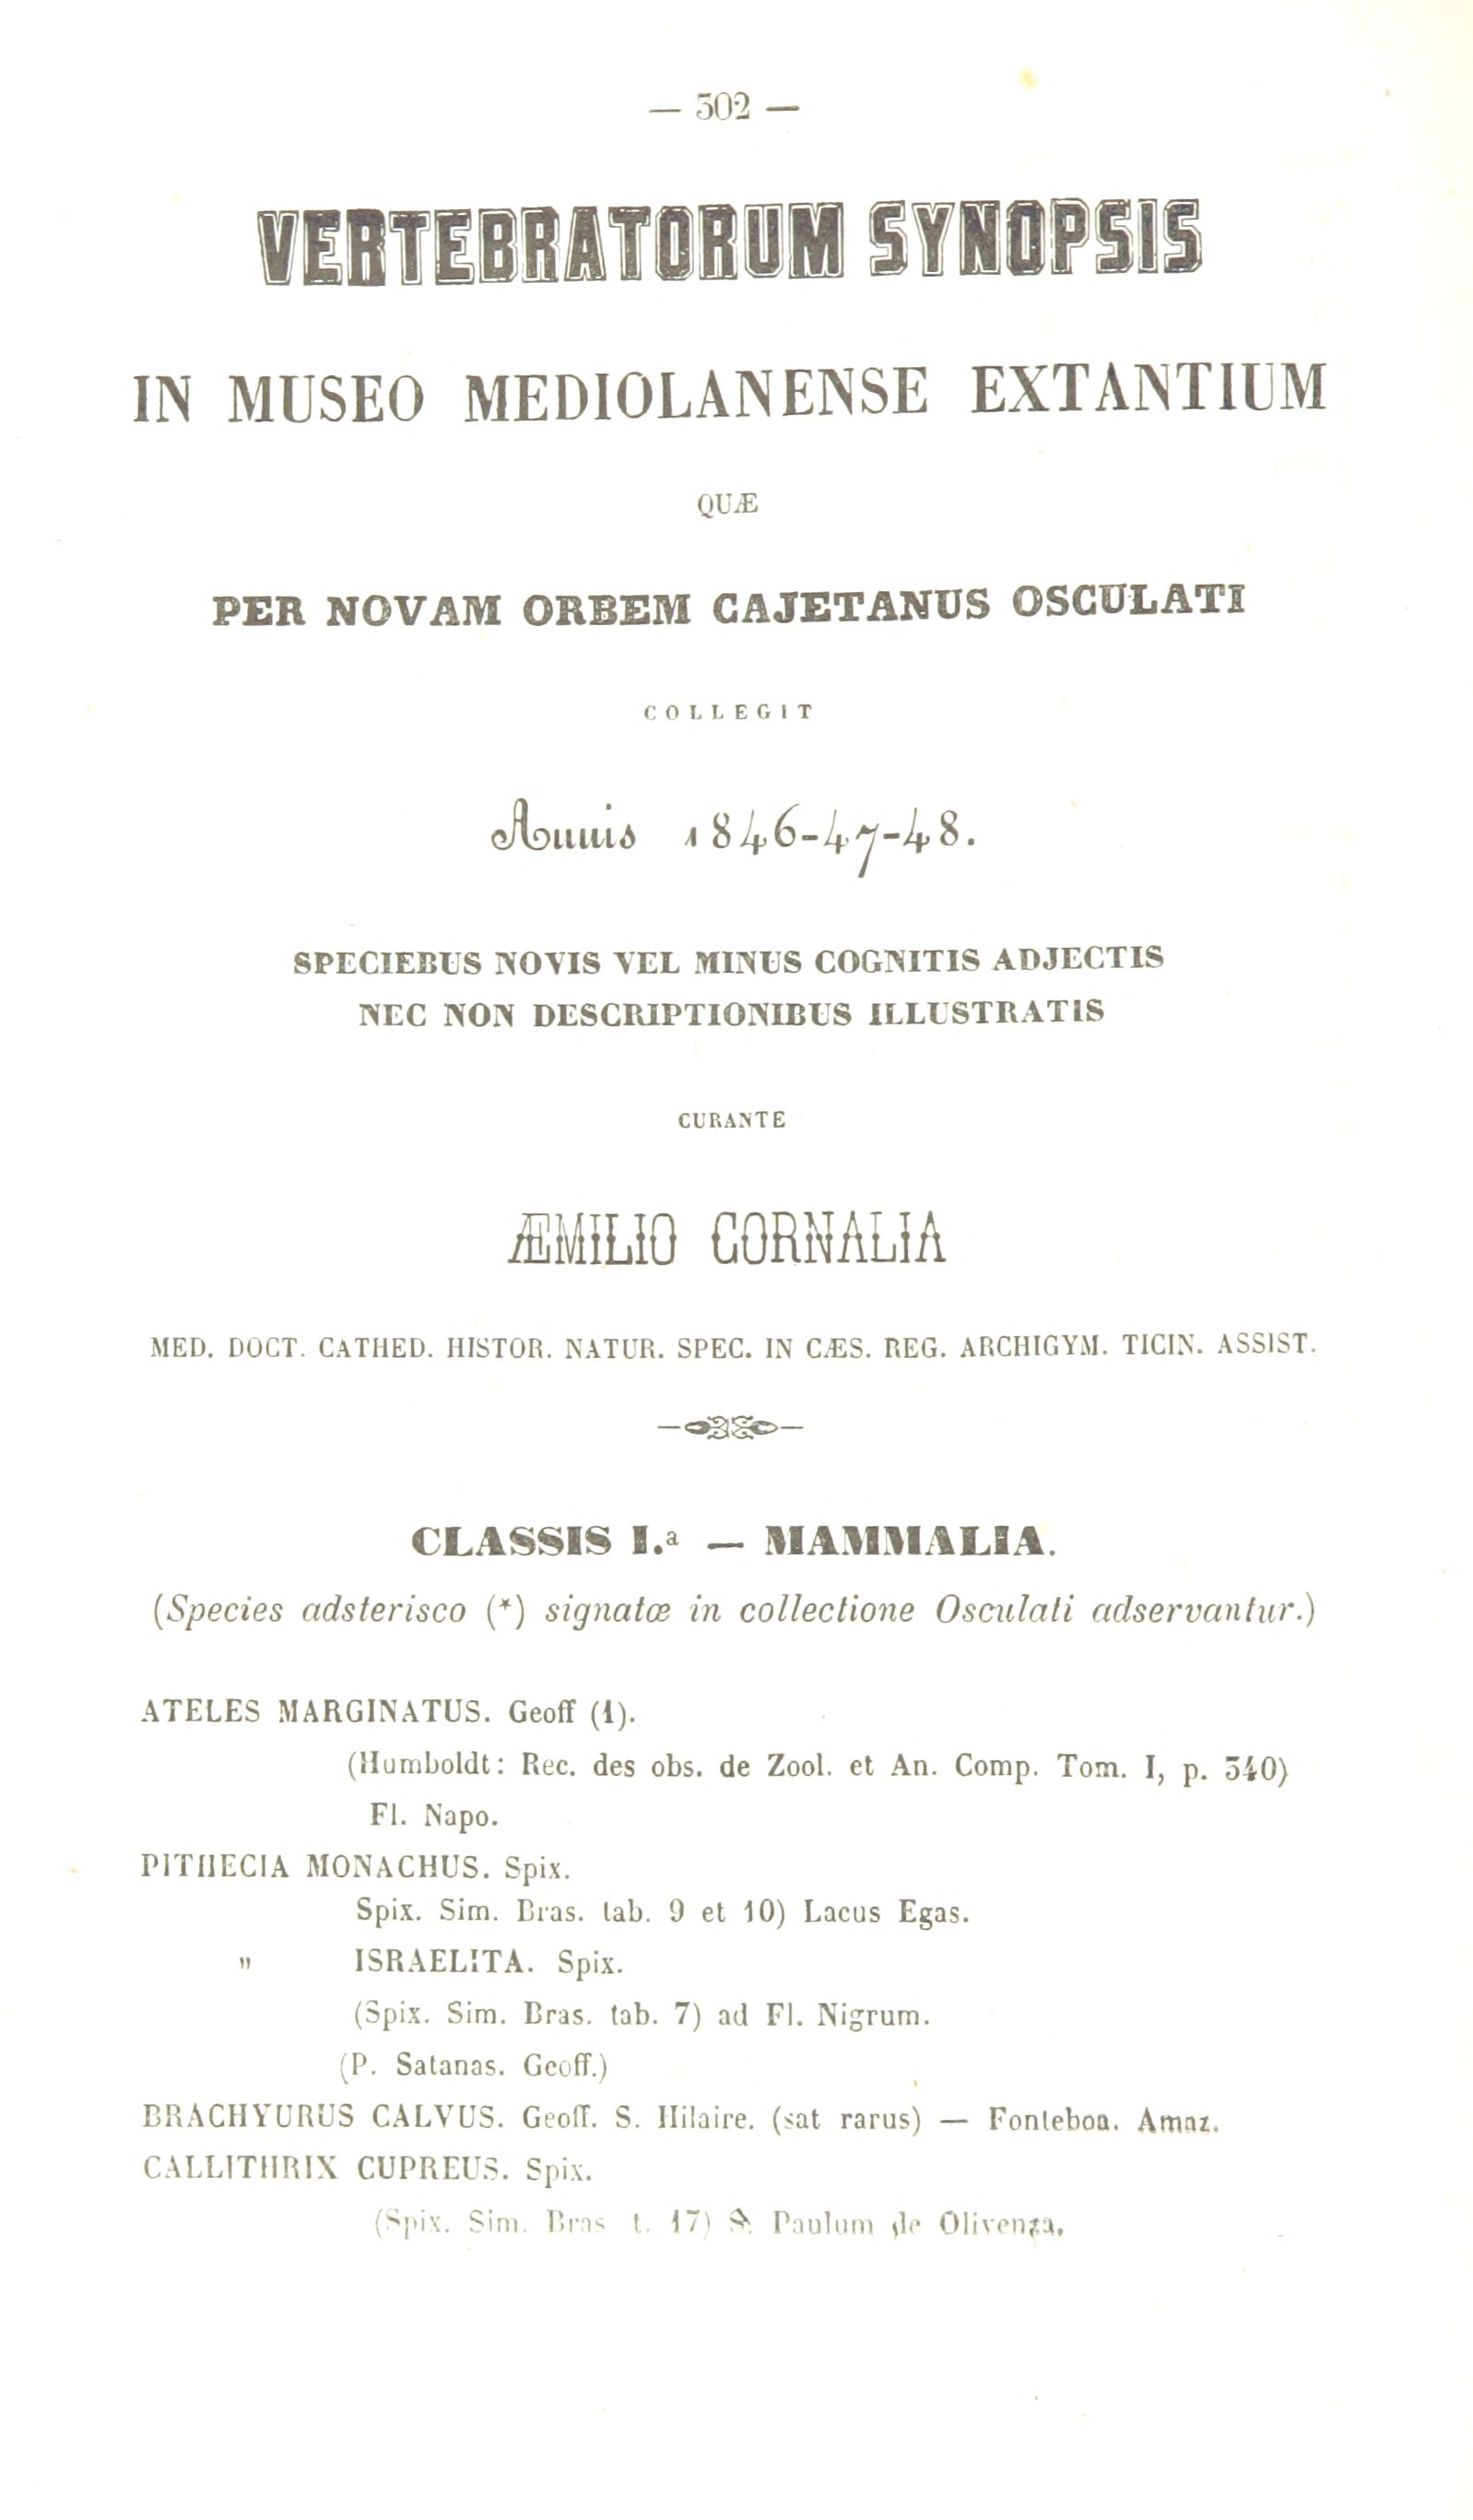 — 302 —
VERTEBRATORUM SYNOPSIS
IN MUSEO MEDIOLANENSE EXTANTIUM
QUÆ
PER NOVAM ORBEM CAJETANUS OSCULATI
COLLEGIT
Annis 1846-47-48.
SPECIEBUS NOVIS VEL MINUS COGNITIS ADJECTIS
NEC NON DESCRIPTIONIBUS ILLUSTRATIS
CURANTE
ÆMILIO CORNALIA
MED. DOCT. CATHED. HISTOR. NATUR. SPEC. IN CÆS. REG. ARCHIGYM. TICIN. ASSIST.
CLASSIS I.ª — MAMMALIA.
(Species adsterisco (*) signatæ in collectione Osculati adservantur.)
ATELES MARGINATUS. Geoff (1).
(Humboldt: Rec. des obs. de Zool. et An. Comp. Tom. I, p. 340)
Fl. Napo.
PITHECIA MONACHUS. Spix.
Spix. Sim. Bras. tab. 9 et 10) Lacus Egas.
" ISRAELITA. Spix.
(Spix. Sim. Bras. tab. 7) ad Fl. Nigrum.
(P. Satanas. Geoff.)
BRACHYURUS CALVUS. Geoff. S. Hilaire. (sat rarus) — Fonteboa. Amaz.
CALLITHRIX CUPREUS. Spix.
(Spix. Sim. Bras t. 17) S. Paulum de Olivenza.